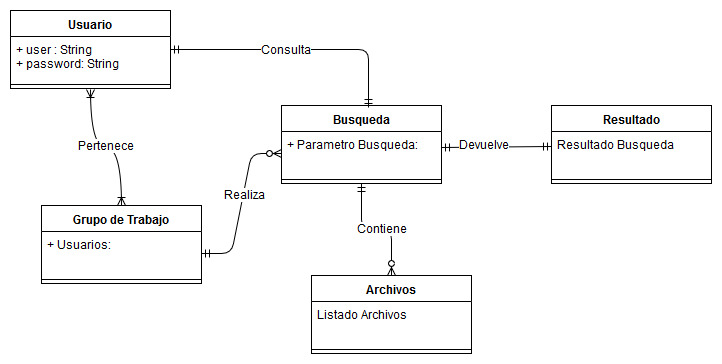 Usuario
+ user : String
+ password: String
Consulta
Busqueda
+ Parametro Busqueda:
Devuelve
Resultado
Resultado Busqueda
Pertenece
Realiza
Grupo de Trabajo
+ Usuarios:
Contiene
Archivos
Listado Archivos